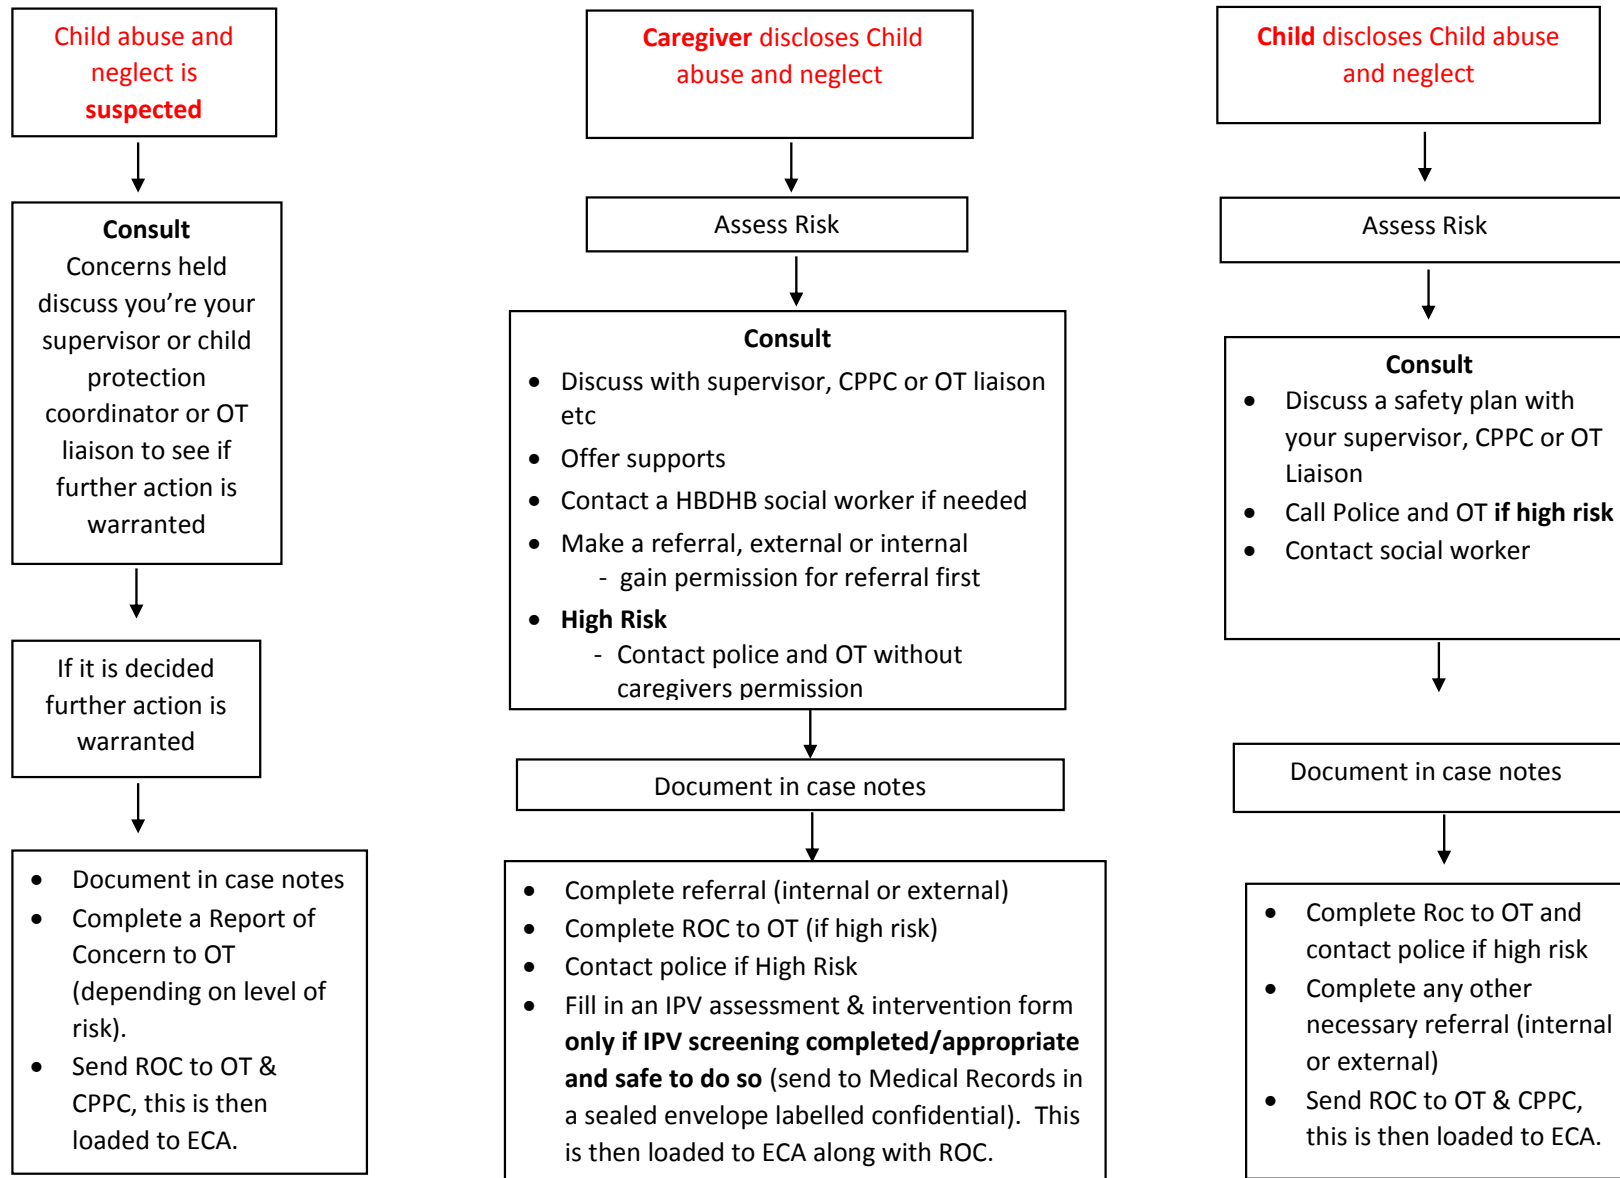 Child abuse and
neglect is
suspected
Consult
Concerns held
discuss you’re your
supervisor or child
protection
coordinator or OT
liaison to see if
further action is
warranted
If it is decided
further action is
warranted
• Document in case notes
• Complete a Report of
Concern to OT
(depending on level of
risk).
• Send ROC to OT &
CPPC, this is then
loaded to ECA.
Caregiver discloses Child
abuse and neglect
Assess Risk
Consult
• Discuss with supervisor, CPPC or OT liaison
etc
• Offer supports
• Contact a HBDHB social worker if needed
• Make a referral, external or internal
- gain permission for referral first
• High Risk
- Contact police and OT without
caregivers permission
Document in case notes
• Complete referral (internal or external)
• Complete ROC to OT (if high risk)
• Contact police if High Risk
• Fill in an IPV assessment & intervention form
only if IPV screening completed/appropriate
and safe to do so (send to Medical Records in
a sealed envelope labelled confidential). This
is then loaded to ECA along with ROC.
Child discloses Child abuse
and neglect
Assess Risk
Consult
• Discuss a safety plan with
your supervisor, CPPC or OT
Liaison
• Call Police and OT if high risk
• Contact social worker
Document in case notes
• Complete Roc to OT and
contact police if high risk
• Complete any other
necessary referral (internal
or external)
• Send ROC to OT & CPPC,
this is then loaded to ECA.